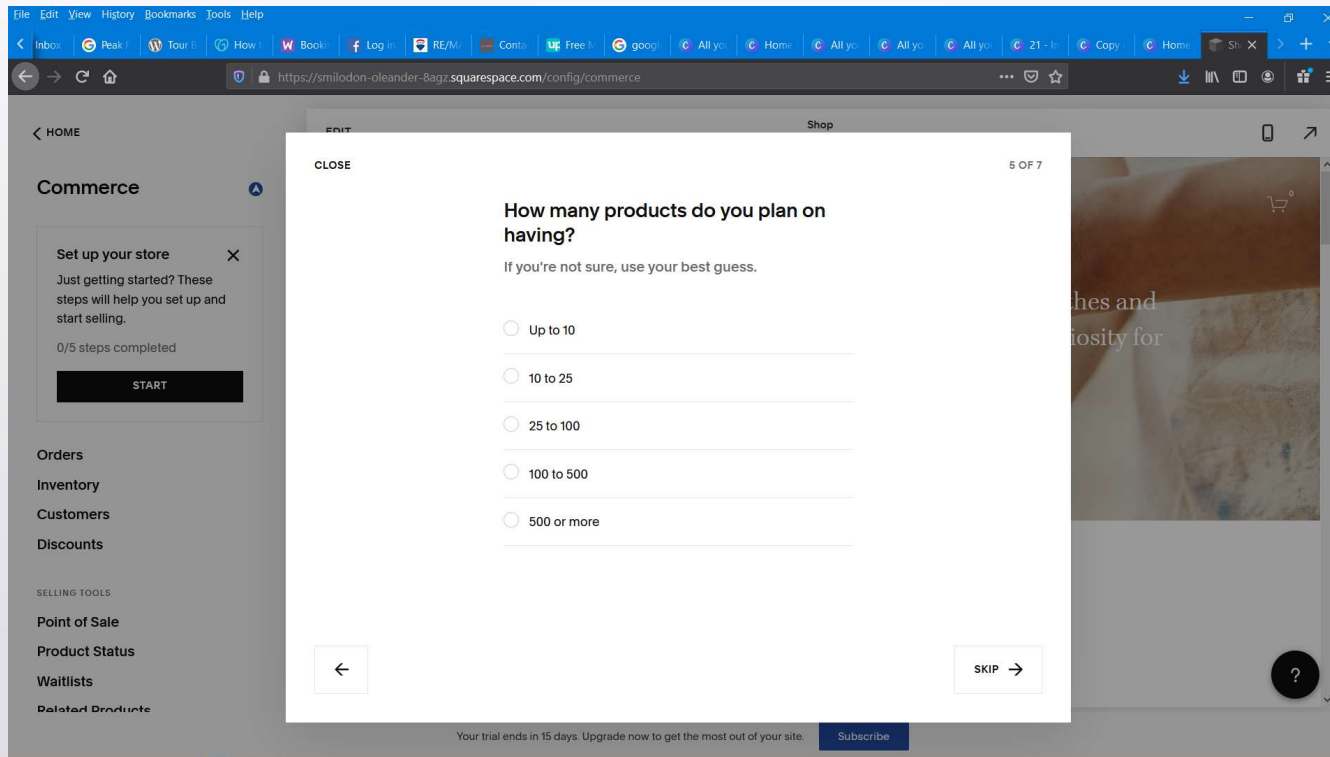 File Edit View History Bookmarks Tools Help
Inbox Peak P Tour B How Book Log in RE/M Conta Free goog All yo Home All yo All yo All yo 21 - In Copy Home Sh
https://smilodon-oleander-8agz.squarespace.com/config/commerce
HOME
EDIT
Shop
CLOSE
5 OF 7
Commerce
0
Set up your store
Just getting started? These
steps will help you set up and
start selling.
0/5 steps completed
START
How many products do you plan on
having?
If you're not sure, use your best guess.
Up to 10
10 to 25
25 to 100
100 to 500
500 or more
SKIP
thes and
iosity for
Orders
Inventory
Customers
Discounts
SELLING TOOLS
Point of Sale
Product Status
Waitlists
Related Products
?
Your trial ends in 15 days. Upgrade now to get the most out of your site.
Subscribe